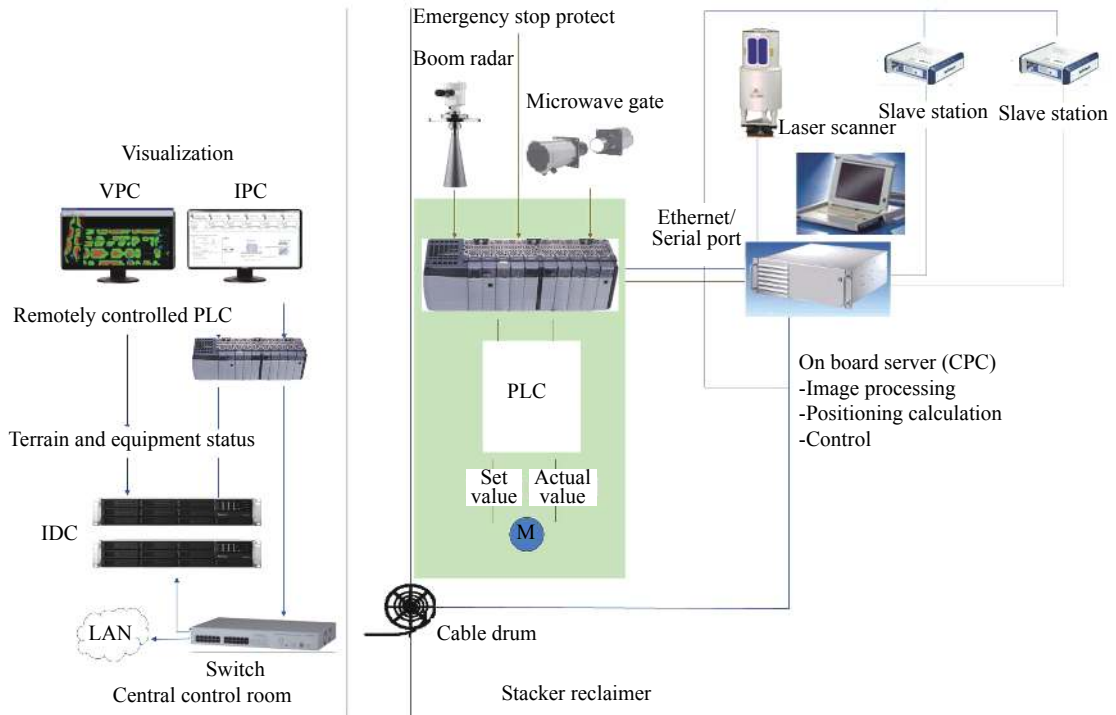 Emergency stop protect
Boom radar
Microwave gate
Laser scanner
Slave station
Slave station
Visualization
VPC
IPC
Ethernet/
Serial port
Remotely controlled PLC
PLC
On board server (CPC)
-Image processing
-Positioning calculation
-Control
Terrain and equipment status
Set
value
Actual
value
M
IDC
LAN
Switch
Cable drum
Central control room
Stacker reclaimer